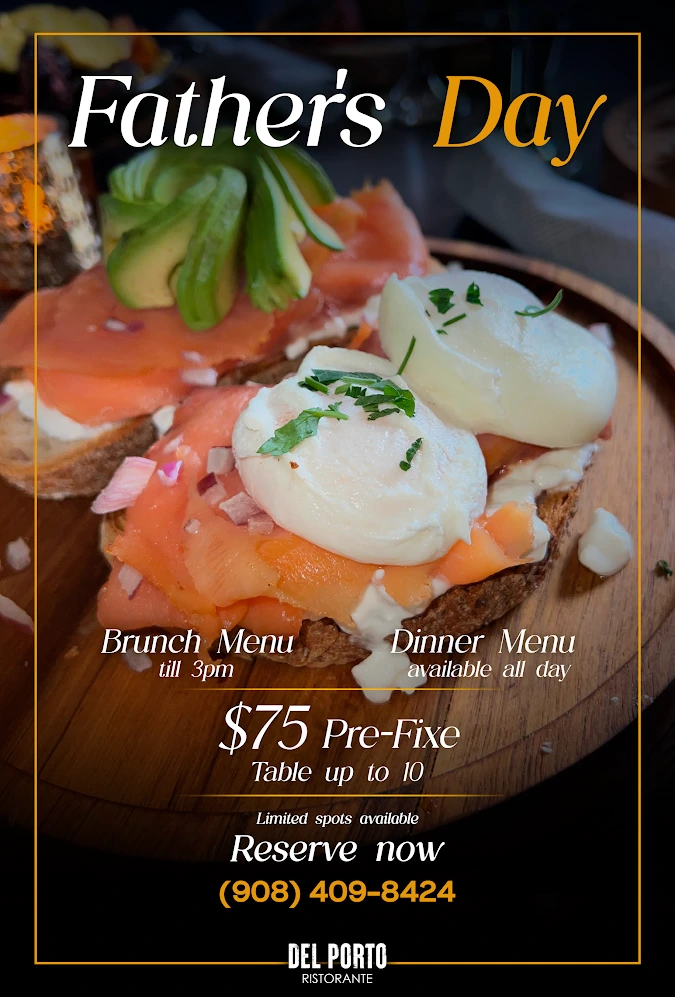 Father's Day
Brunch Menu
till 3pm
Dinner Menu
available all day
$75 Pre-Fixe
Table up to 10
Limited spots available
Reserve now
(908) 409-8424
DEL PORTO
RISTORANTE